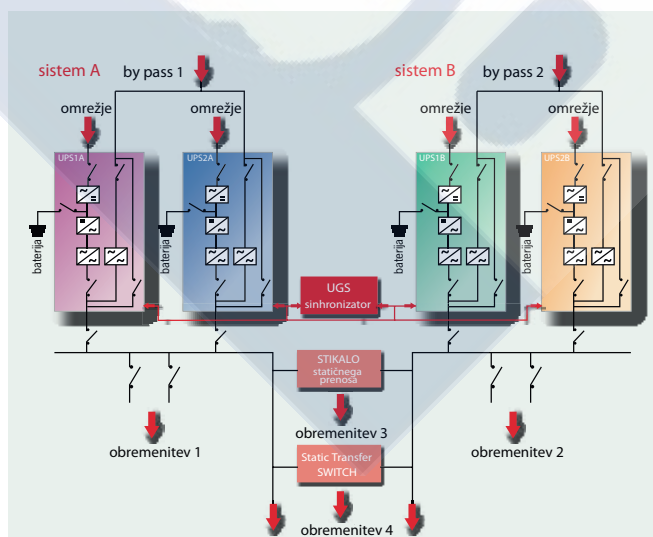 sistem A
by pass 1
sistem B
by pass 2
omrežje
omrežje
omrežje
omrežje
UPS1A
UPS2A
UPS1B
UPS2B
baterija
baterija
baterija
baterija
UGS
sinhronizator
STIKALO
statičnega
prenosa
obremenitev 1
obremenitev 3
obremenitev 2
Static Transfer
SWITCH
obremenitev 4